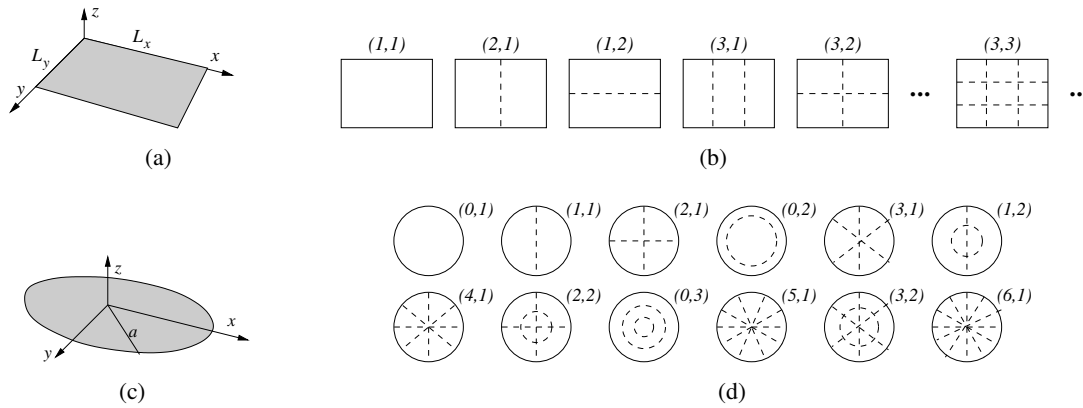 z
L_x
L_y
x
y
(a)
(1,1) (2,1) (1,2) (3,1) (3,2) (3,3)
... ..
(b)
z
x
a
y
(c)
(0,1) (1,1) (2,1) (0,2) (3,1) (1,2)
(4,1) (2,2) (0,3) (5,1) (3,2) (6,1)
(d)